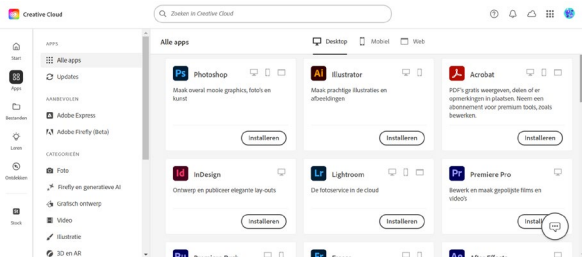 Creative Cloud
Zoeken in Creative Cloud
Start
Apps
Bestanden
Leren
Ontdekken
Stock
APPS
Alle apps
Updates
AANBEVOLEN
Adobe Express
Adobe Firefly (Beta)
CATEGORIEËN
Foto
Firefly en generatieve AI
Grafisch ontwerp
Video
Illustratie
3D en AR
Alle apps
Desktop
Mobiel
Web
Ps
Photoshop
Maak overal mooie graphics, foto's en
kunst
Installeren
Ai
Illustrator
Maak prachtige illustraties en
afbeeldingen
Installeren
Acrobat
PDF's gratis weergeven, delen of er
opmerkingen in plaatsen. Neem een
abonnement voor premium tools, zoals
bewerken.
Installeren
Id
InDesign
Ontwerp en publiceer elegante lay-outs
Installeren
Lr
Lightroom
De fotoservice in de cloud
Installeren
Pr
Premiere Pro
Bewerk en maak gepolijste films en
video's